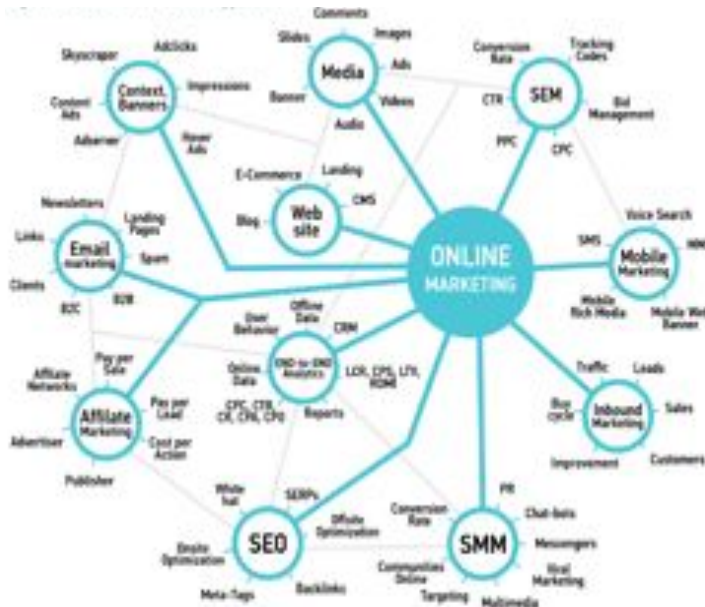 Comments
Slides
Images
Media
Ads
Banner
Videos
Audio
Skyscraper
Adclicks
Context.
Banners
Impressions
Content
Ads
Adserver
Hover
Ads
Conversion
Rate
Tracking
Codes
CTR
SEM
Bid
Management
PPC
CPC
E-Commerce
Landing
Blog
Web
site
CMS
Newsletters
Landing
Pages
Links
Email
marketing
Spam
Clients
B2C
B2B
ONLINE
MARKETING
Voice Search
SMS
Mobile
Marketing
Mobile
Rich Media
Mobile Web
Banner
Offline
Data
User
Behavior
CRM
Online
Data
END-to-END
Analytics
LCR, CPS, LTV,
ROMI
CPC, CTB,
CR, CPA, CPO
Reports
Pay per
Sale
Affiliate
Networks
Pay per
Lead
Affiliate
Marketing
Advertiser
Cost per
Action
Publisher
Traffic
Leads
Buy
cycle
Inbound
Marketing
Sales
Improvement
Customers
White
hat
SERPs
Offsite
Optimization
SEO
Onsite
Optimization
Meta-Tags
Backlinks
PR
Conversion
Rate
Chat-bots
SMM
Messengers
Communities
Online
Viral
Marketing
Targeting
Multimedia